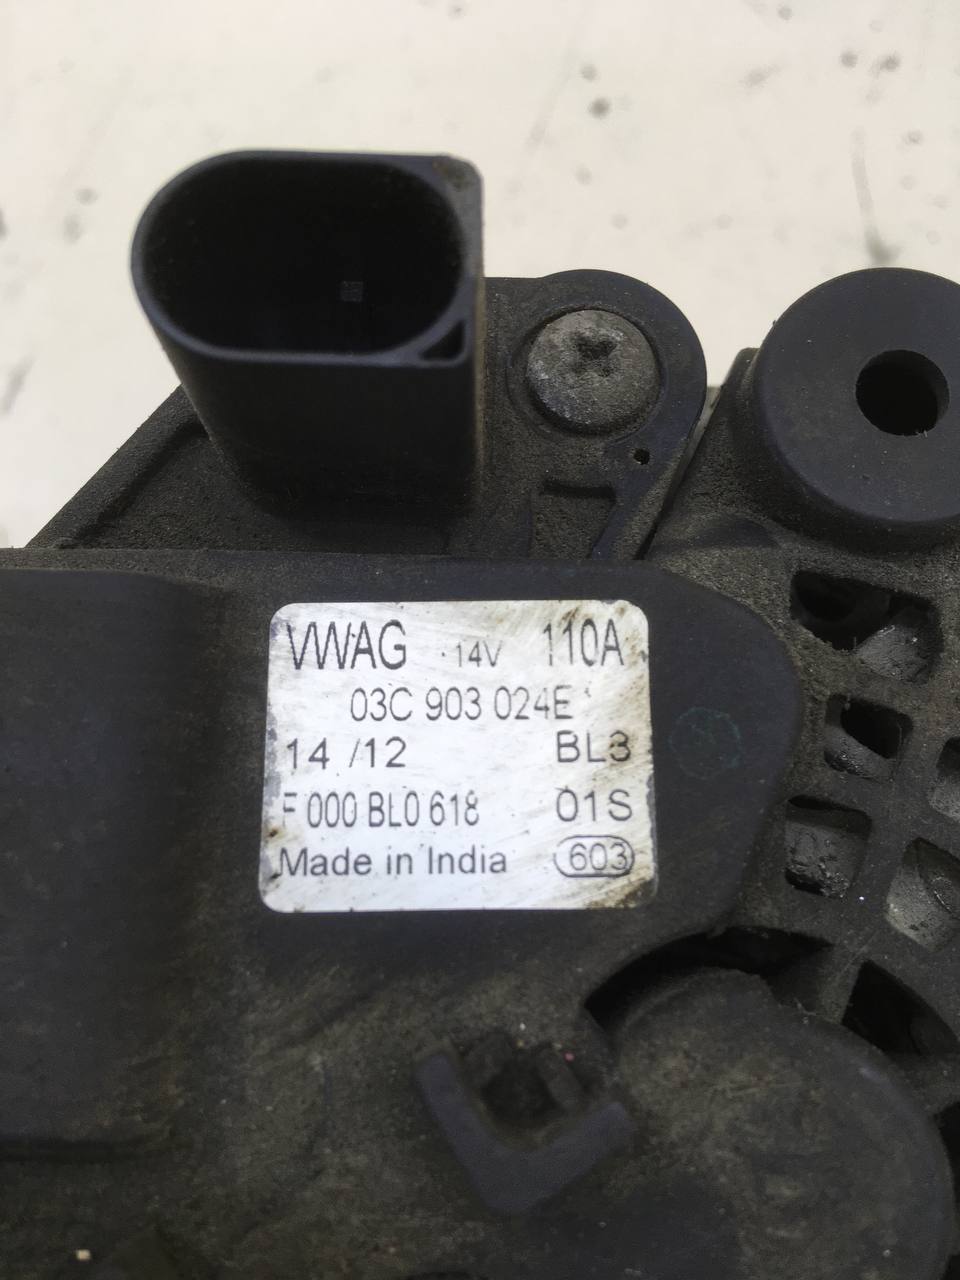 VWAG 14V 110A
03C 903 024E
14 /12 BL3
F 000 BL0 618 01S
Made in India 603